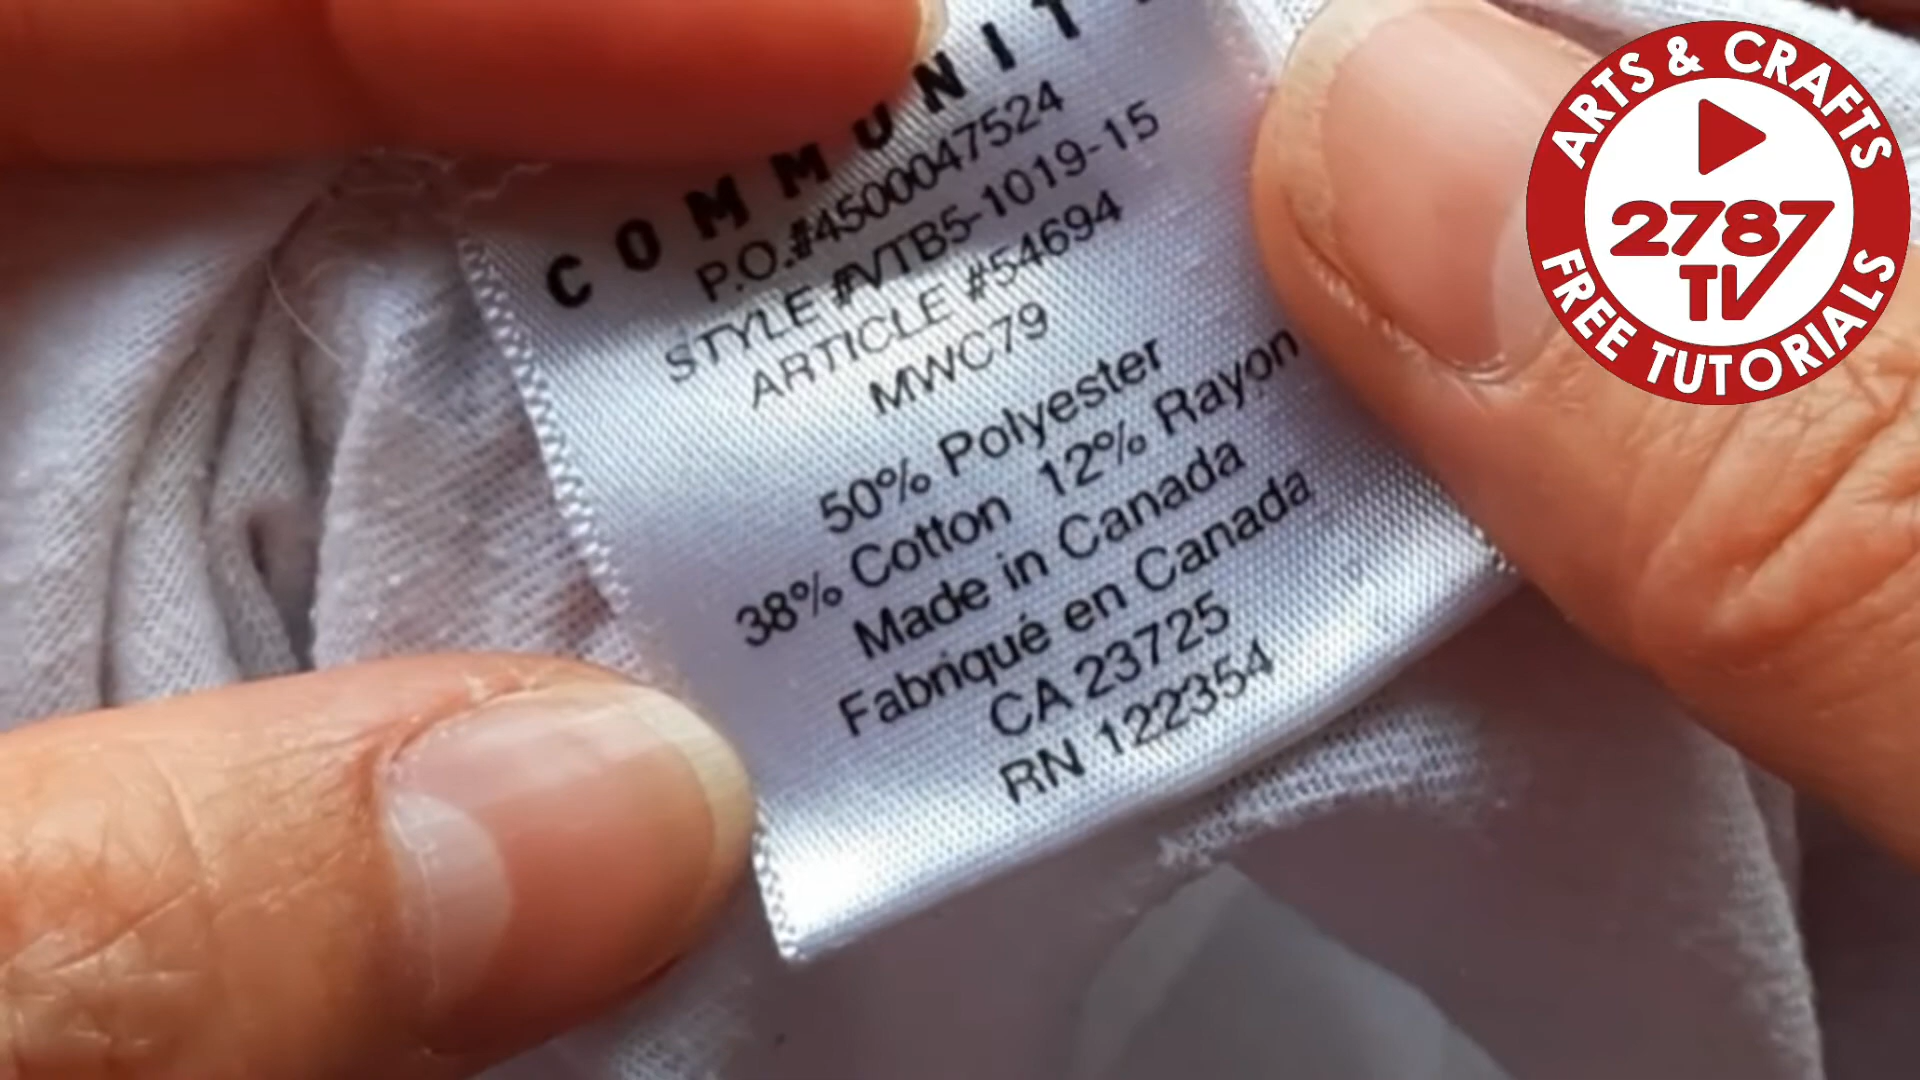 COMMUNITY
P.O.#4500047524
STYLE #VTB5-1019-15
ARTICLE #54694
MWC79
50% Polyester
38% Cotton 12% Rayon
Made in Canada
Fabriqué en Canada
CA 23725
RN 122354
ARTS & CRAFTS
2787
TV
FREE TUTORIALS